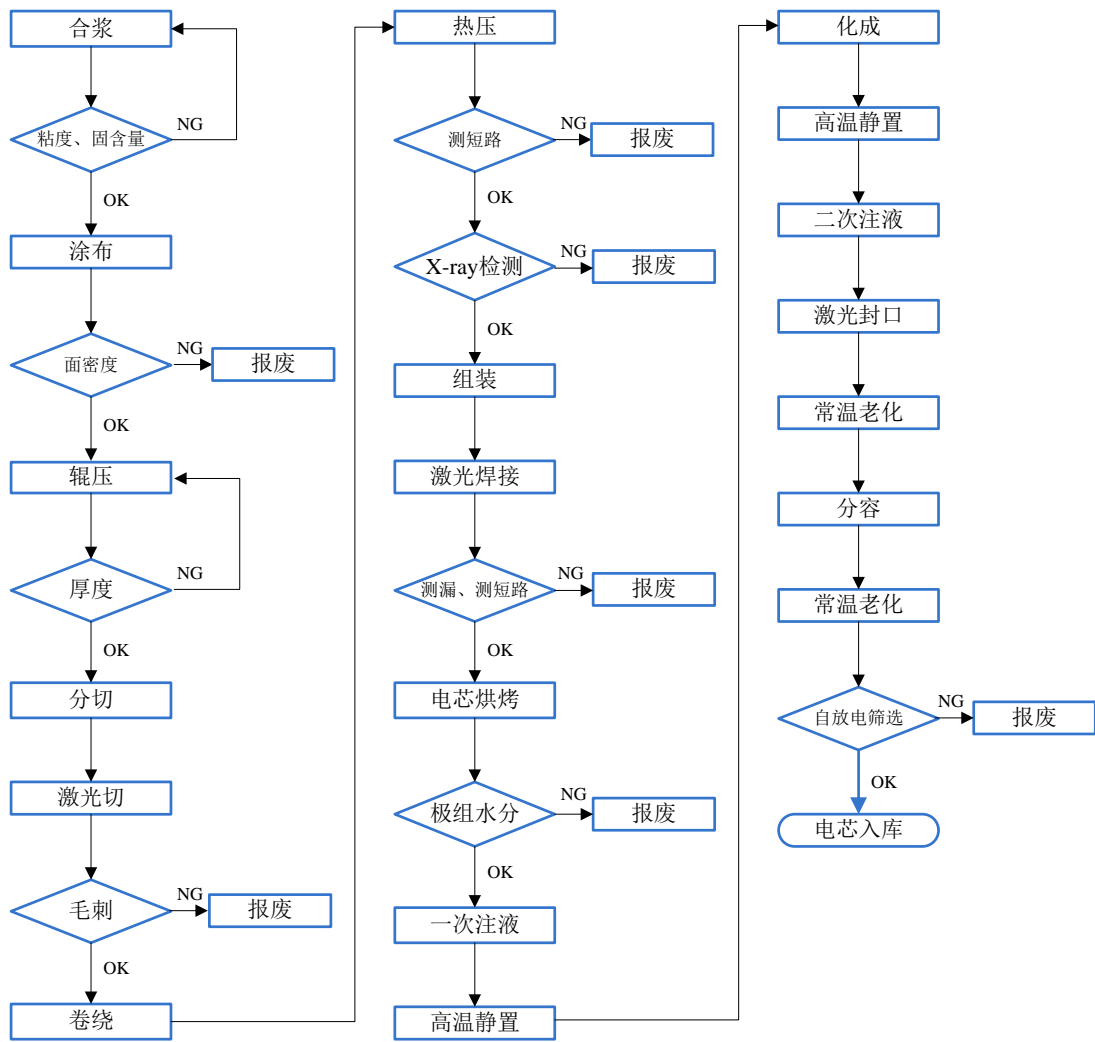 合浆
粘度、固含量
NG
OK
涂布
面密度
NG
报废
OK
辊压
厚度
NG
OK
分切
激光切
毛刺
NG
报废
OK
卷绕
热压
测短路
NG
报废
OK
X-ray检测
NG
报废
OK
组装
激光焊接
测漏、测短路
NG
报废
OK
电芯烘烤
极组水分
NG
报废
OK
一次注液
高温静置
化成
高温静置
二次注液
激光封口
常温老化
分容
常温老化
自放电筛选
NG
报废
OK
电芯入库